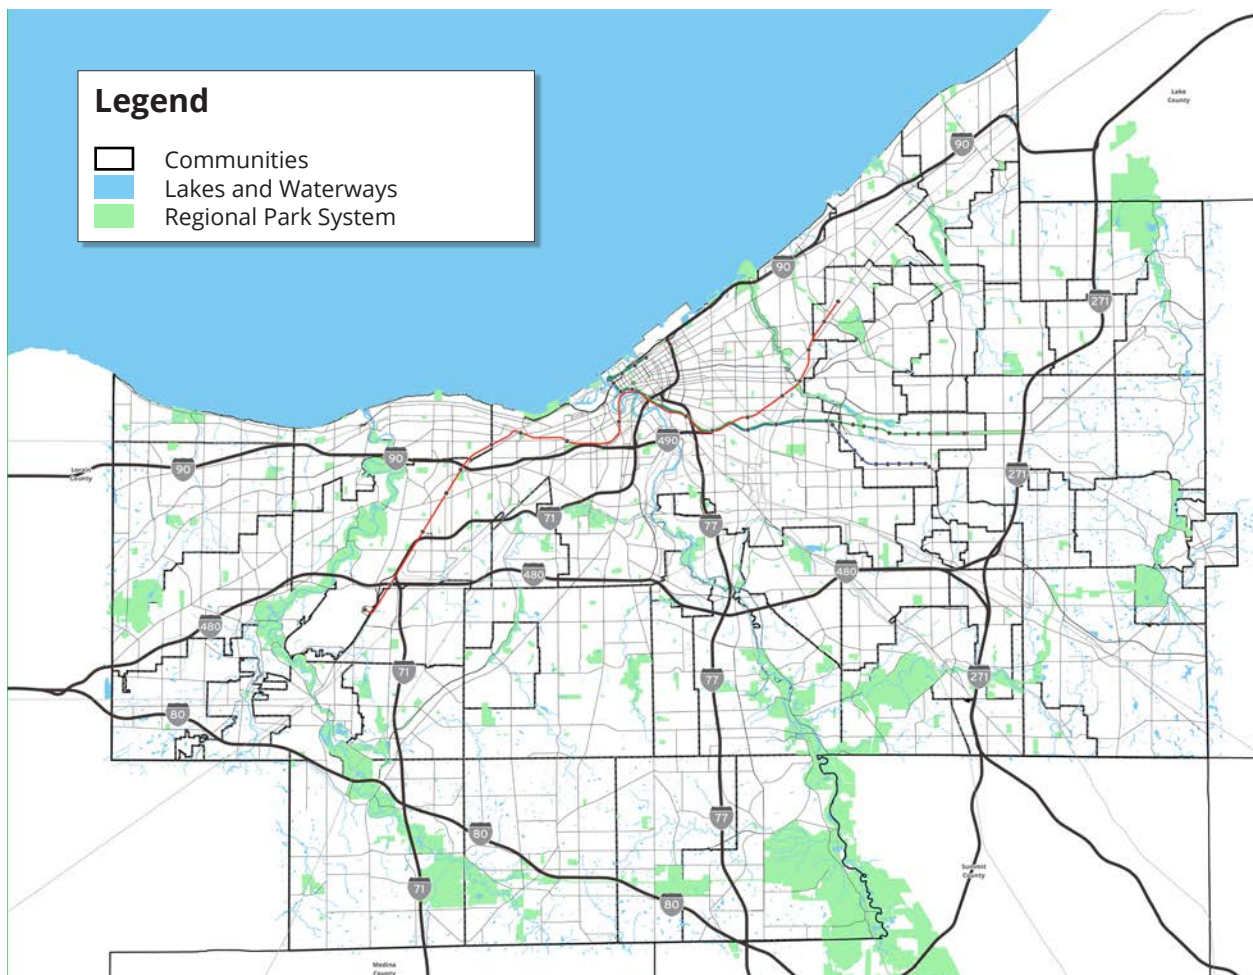 Legend
Communities
Lakes and Waterways
Regional Park System
Lake
County
90
90
271
490
90
90
Lorain
County
271
71
77
480
480
480
71
77
271
80
77
80
71
80
Summit
County
Medina
County